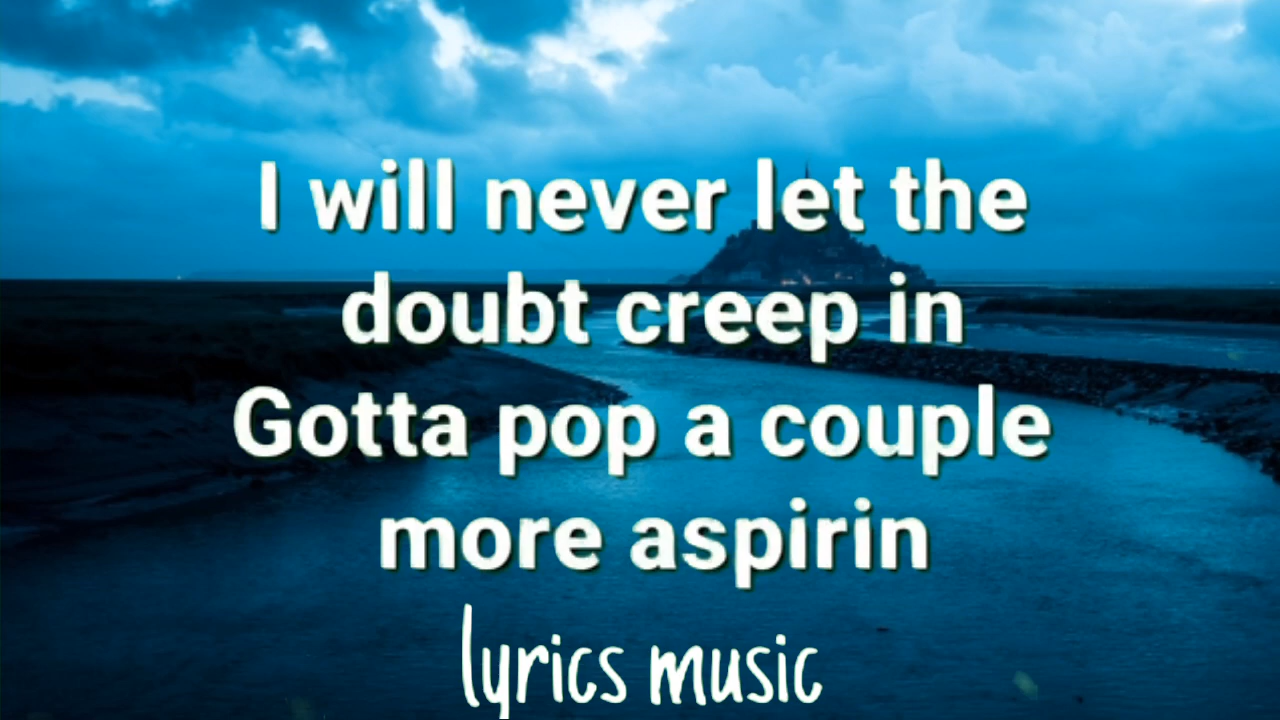 I will never let the
doubt creep in
Gotta pop a couple
more aspirin
lyrics music